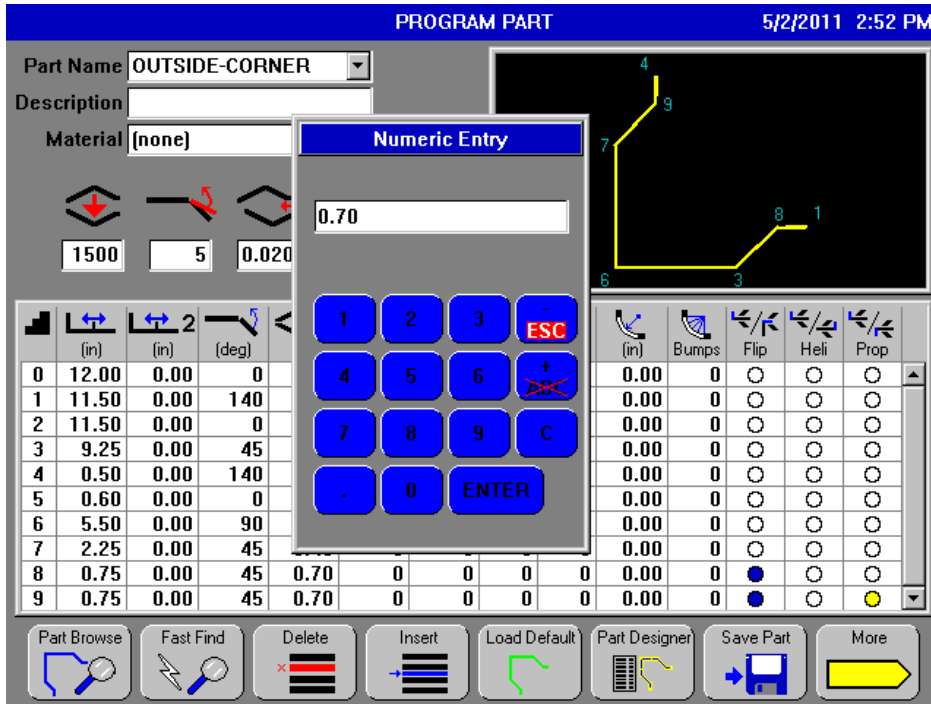 PROGRAM PART 5/2/2011 2:52 PM
Part Name OUTSIDE-CORNER
Description
Material (none)
1500 5 0.020
4
9
7
8 1
6 3
Numeric Entry
0.70
1 2 3 - ESC
4 5 6 + ABC
7 8 9 C
. 0 ENTER
2
(in) (in) (deg) (in) Bumps Flip Heli Prop
0 12.00 0.00 0 0.00 0
1 11.50 0.00 140 0.00 0
2 11.50 0.00 0 0.00 0
3 9.25 0.00 45 0.00 0
4 0.50 0.00 140 0.00 0
5 0.60 0.00 0 0.00 0
6 5.50 0.00 90 0.00 0
7 2.25 0.00 45 0.00 0
8 0.75 0.00 45 0.70 0 0 0 0 0.00 0
9 0.75 0.00 45 0.70 0 0 0 0 0.00 0
Part Browse Fast Find Delete Insert Load Default Part Designer Save Part More